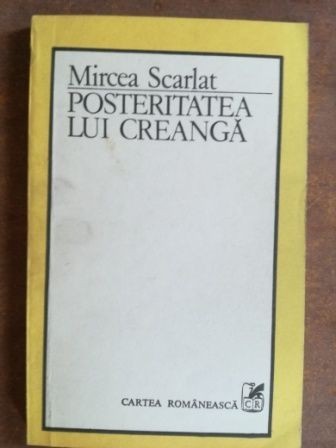 Mircea Scarlat
POSTERITATEA
LUI CREANGĂ
CARTEA ROMÂNEASCĂ
CR